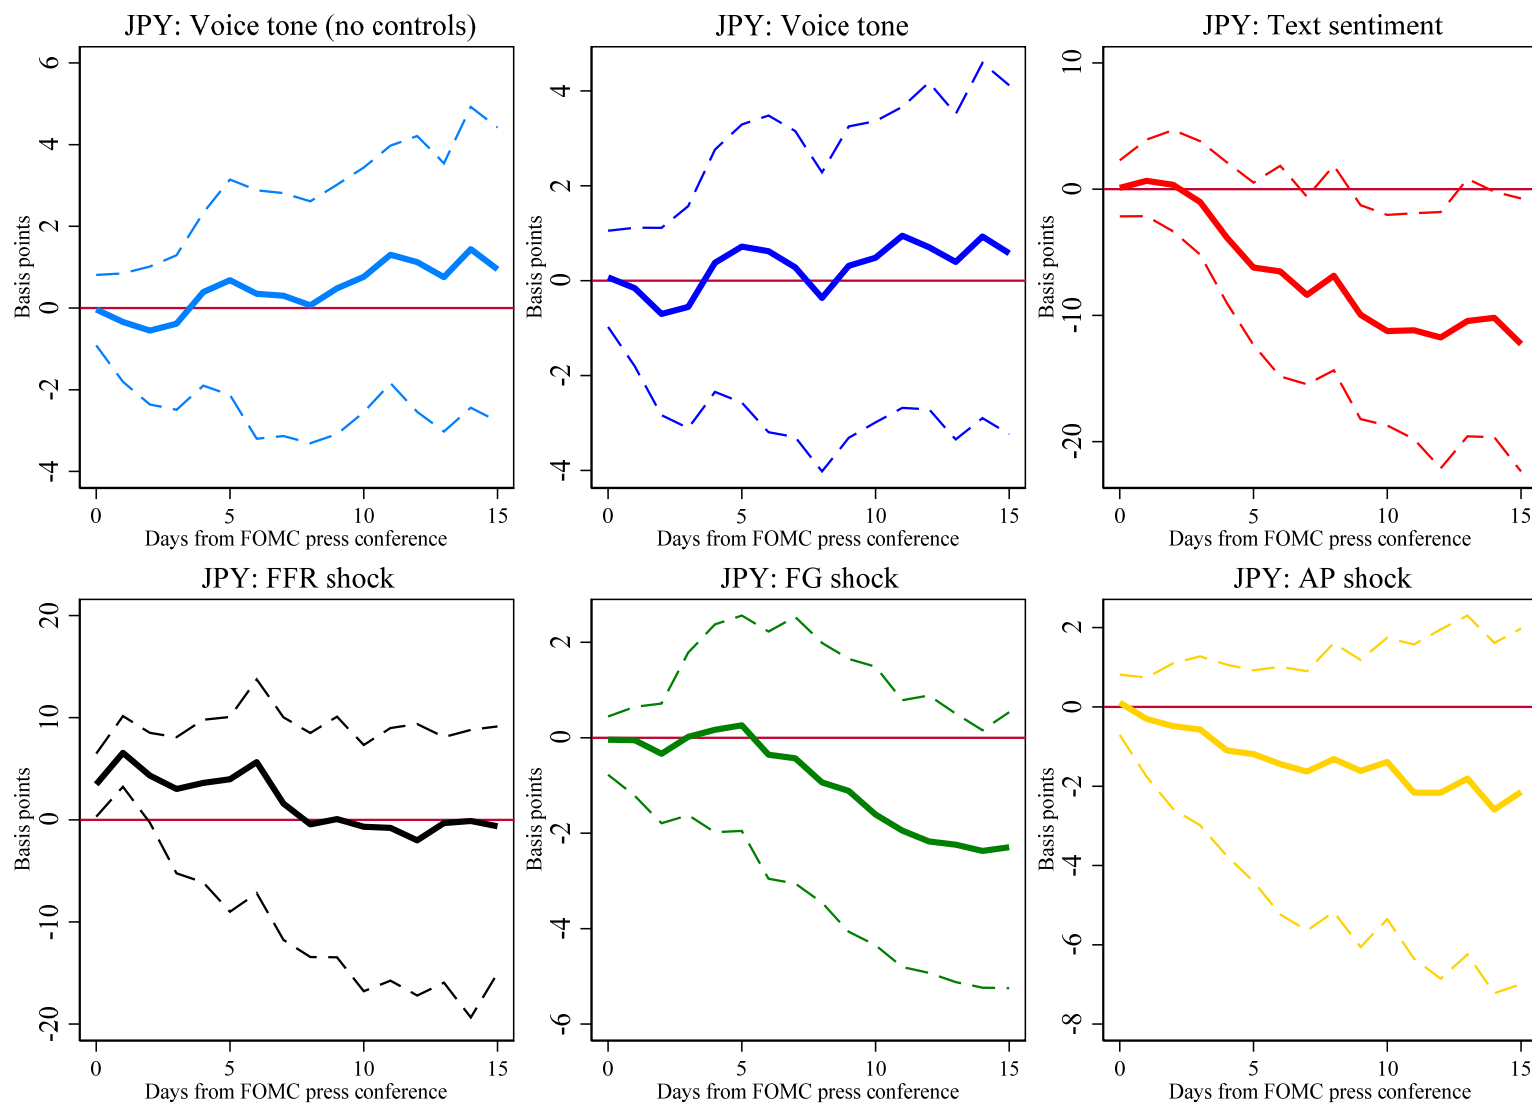 JPY: Voice tone (no controls)
6
4
2
0
-2
-4
Basis points
0 5 10 15
Days from FOMC press conference
JPY: Voice tone
4
2
0
-2
-4
Basis points
0 5 10 15
Days from FOMC press conference
JPY: Text sentiment
10
0
-10
-20
Basis points
0 5 10 15
Days from FOMC press conference
JPY: FFR shock
20
10
0
-10
-20
Basis points
0 5 10 15
Days from FOMC press conference
JPY: FG shock
2
0
-2
-4
-6
Basis points
0 5 10 15
Days from FOMC press conference
JPY: AP shock
2
0
-2
-4
-6
-8
Basis points
0 5 10 15
Days from FOMC press conference